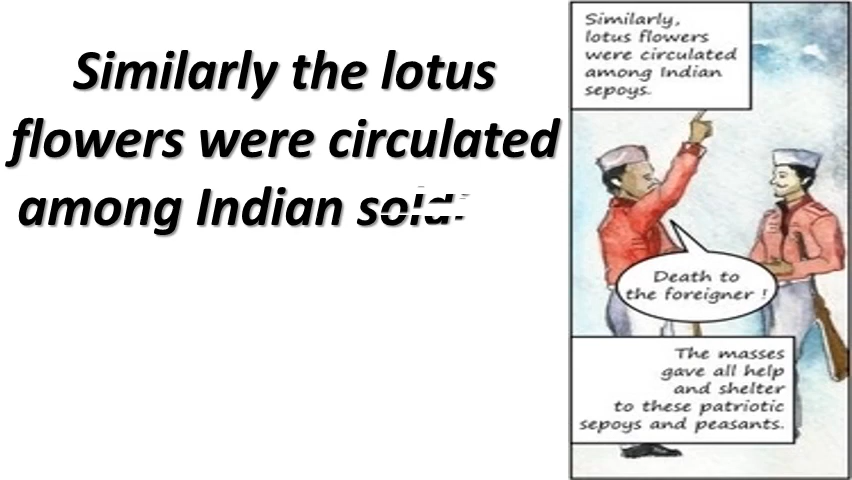 Similarly the lotus
flowers were circulated
among Indian
Similarly,
lotus flowers
were circulated
among Indian
sepoys.
Death to
the foreigner !
The masses
gave all help
and shelter
to these patriotic
sepoys and peasants.